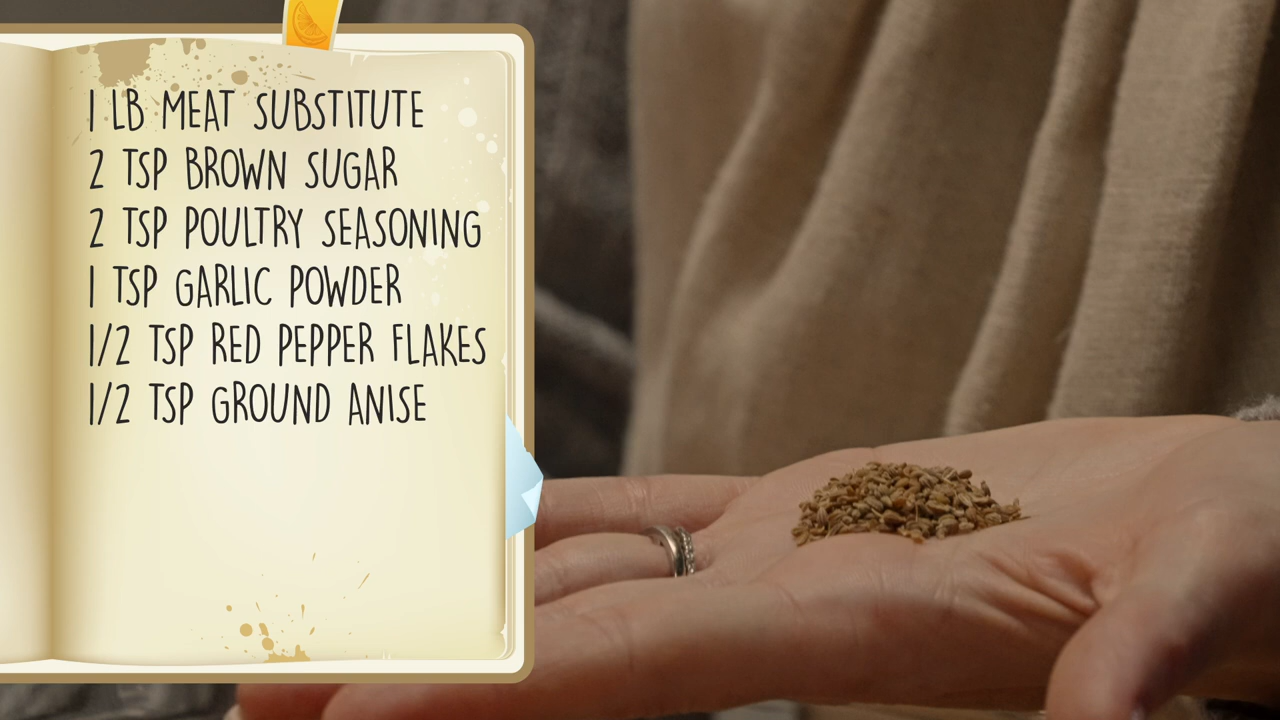 1 LB MEAT SUBSTITUTE
2 TSP BROWN SUGAR
2 TSP POULTRY SEASONING
1 TSP GARLIC POWDER
1/2 TSP RED PEPPER FLAKES
1/2 TSP GROUND ANISE